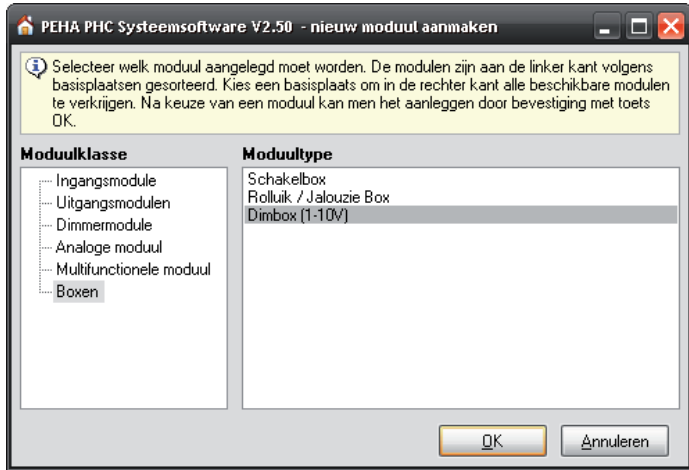 PEHA PHC Systeemsoftware V2.50 - nieuw moduul aanmaken
Selecteer welk moduul aangelegd moet worden. De modulen zijn aan de linker kant volgens
basisplaatsen gesorteerd. Kies een basisplaats om in de rechter kant alle beschikbare modulen
te verkrijgen. Na keuze van een moduul kan men het aanleggen door bevestiging met toets
OK.
Moduulklasse
Ingangsmodule
Uitgangsmodulen
Dimmermodule
Analoge moduul
Multifunctionele moduul
Boxen
Moduultype
Schakelbox
Rolluik / Jalouzie Box
Dimbox (1-10V)
OK
Annuleren